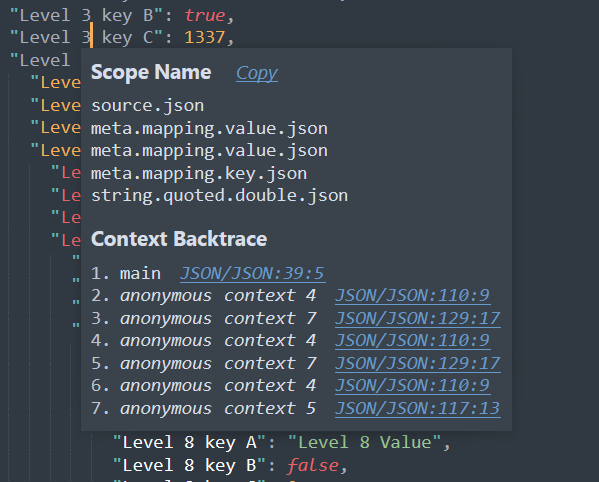 "Level 3 key B": true,
"Level 3 key C": 1337,
"Level
"Leve
"Leve
"Leve
"Leve
"Le
"Le
"Le
"Le
"
"
"
"
Scope Name Copy
source.json
meta.mapping.value.json
meta.mapping.value.json
meta.mapping.key.json
string.quoted.double.json
Context Backtrace
1. main JSON/JSON:39:5
2. anonymous context 4 JSON/JSON:110:9
3. anonymous context 7 JSON/JSON:129:17
4. anonymous context 4 JSON/JSON:110:9
5. anonymous context 7 JSON/JSON:129:17
6. anonymous context 4 JSON/JSON:110:9
7. anonymous context 5 JSON/JSON:117:13
"Level 8 key A": "Level 8 Value",
"Level 8 key B": false,